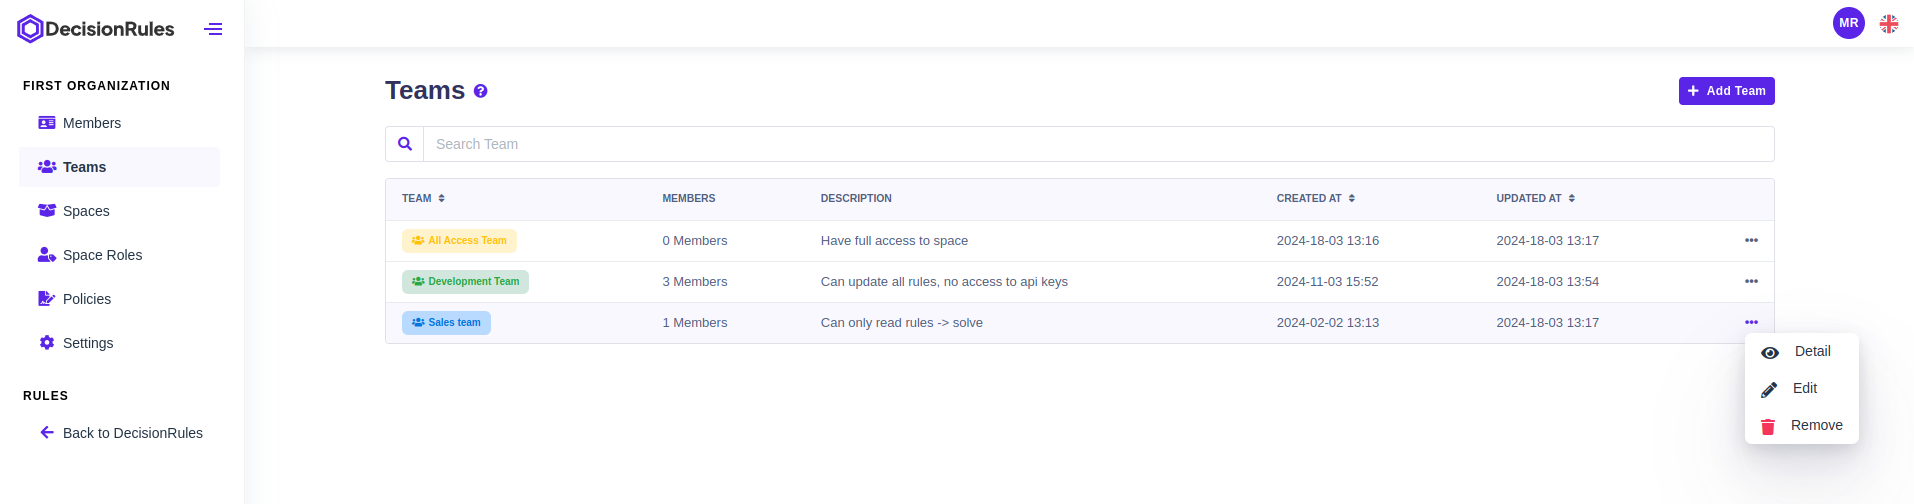 DecisionRules
MR
FIRST ORGANIZATION
Members
Teams
Spaces
Space Roles
Policies
Settings
RULES
Back to DecisionRules
Teams ?
+ Add Team
Search Team
TEAM MEMBERS DESCRIPTION CREATED AT UPDATED AT
All Access Team 0 Members Have full access to space 2024-18-03 13:16 2024-18-03 13:17
Development Team 3 Members Can update all rules, no access to api keys 2024-11-03 15:52 2024-18-03 13:54
Sales team 1 Members Can only read rules -> solve 2024-02-02 13:13 2024-18-03 13:17
Detail
Edit
Remove